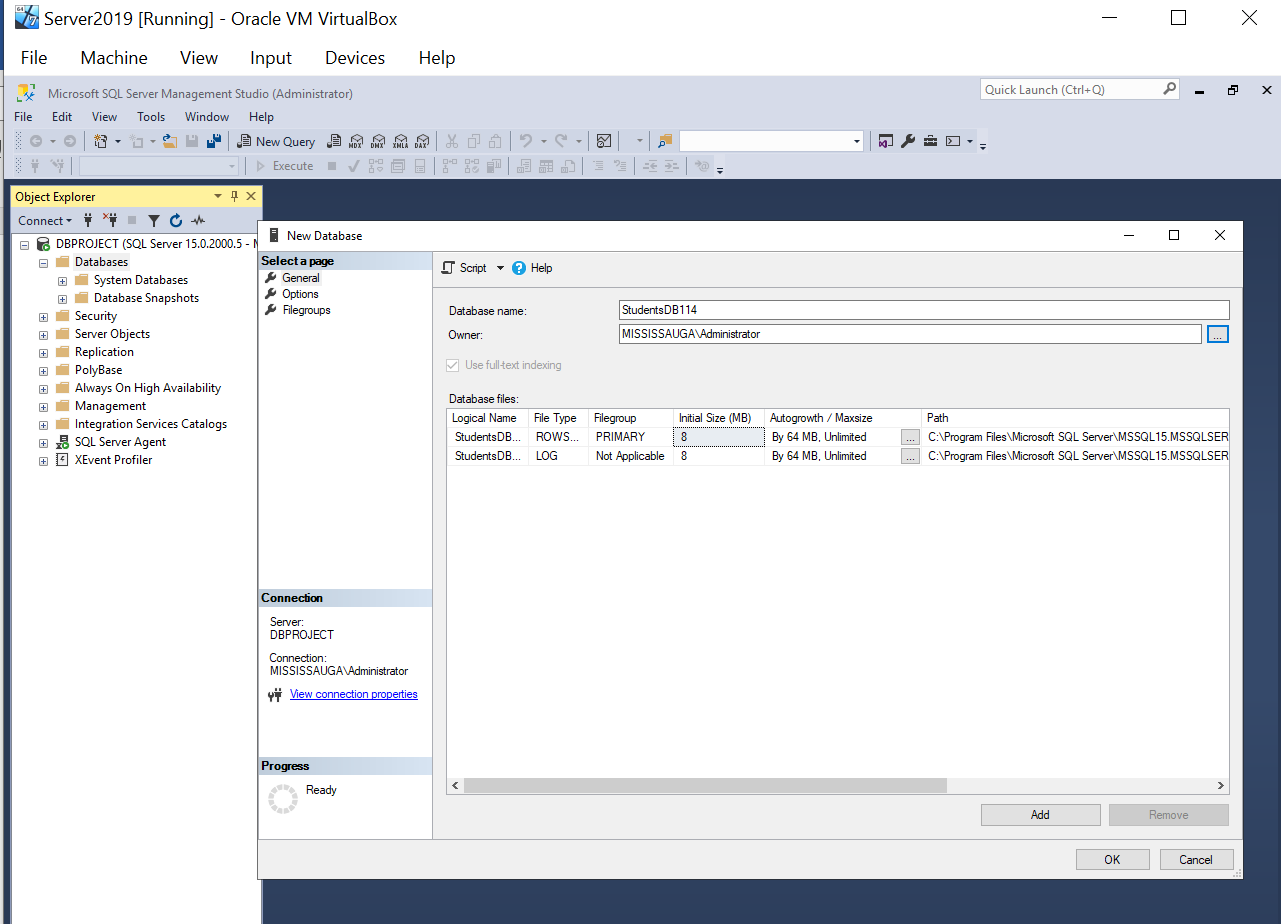 Server2019 [Running] - Oracle VM VirtualBox
File Machine View Input Devices Help
Microsoft SQL Server Management Studio (Administrator)
Quick Launch (Ctrl+Q)
File Edit View Tools Window Help
New Query MDX DMX XMLA DAX
Execute
Object Explorer
Connect
DBPROJECT (SQL Server 15.0.2000.5 - M
Databases
System Databases
Database Snapshots
Security
Server Objects
Replication
PolyBase
Always On High Availability
Management
Integration Services Catalogs
SQL Server Agent
XEvent Profiler
New Database
Select a page
General
Options
Filegroups
Connection
Server:
DBPROJECT
Connection:
MISSISSAUGA\Administrator
View connection properties
Progress
Ready
Script Help
Database name: StudentsDB114
Owner: MISSISSAUGA\Administrator ...
Use full-text indexing
Database files:
Logical Name File Type Filegroup Initial Size (MB) Autogrowth / Maxsize Path
StudentsDB... ROWS... PRIMARY 8 By 64 MB, Unlimited ... C:\Program Files\Microsoft SQL Server\MSSQL15.MSSQLSER
StudentsDB... LOG Not Applicable 8 By 64 MB, Unlimited ... C:\Program Files\Microsoft SQL Server\MSSQL15.MSSQLSER
Add Remove
OK Cancel